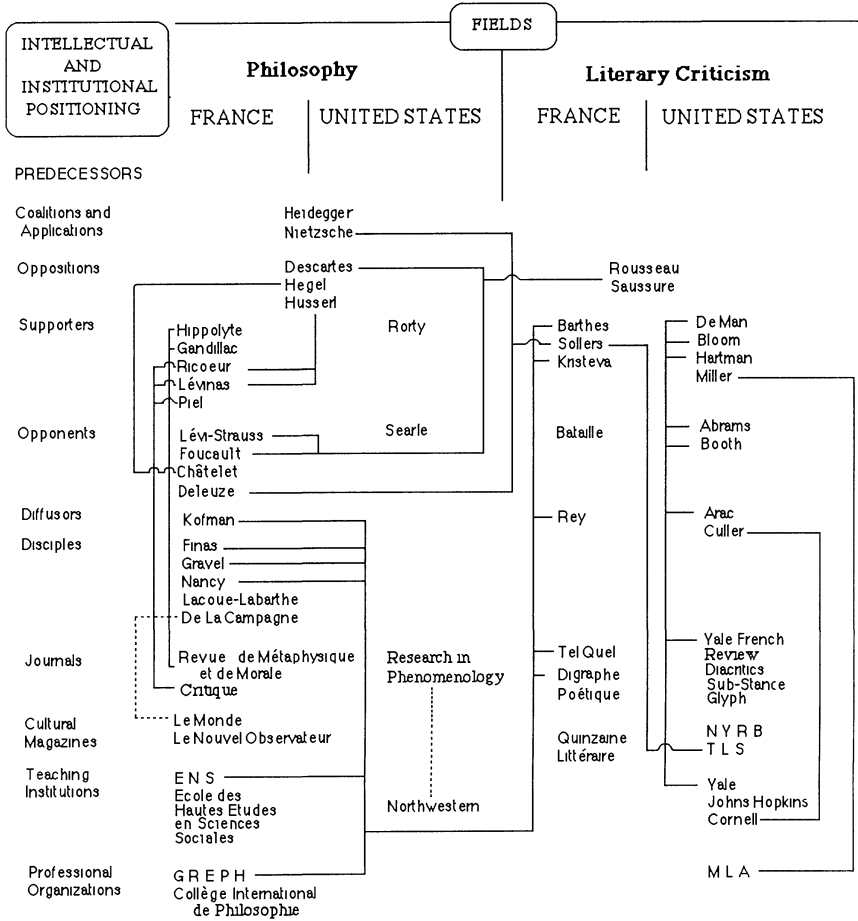 FIELDS
INTELLECTUAL
AND
INSTITUTIONAL
POSITIONING
Philosophy
Literary Criticism
FRANCE
UNITED STATES
FRANCE
UNITED STATES
PREDECESSORS
Coalitions and
Applications
Heidegger
Nietzsche
Oppositions
Descartes
Hegel
Husserl
Rousseau
Saussure
Supporters
Hippolyte
Gandillac
Ricoeur
Lévinas
Piel
Rorty
Barthes
Sollers
Kristeva
De Man
Bloom
Hartman
Miller
Opponents
Lévi-Strauss
Foucault
Châtelet
Deleuze
Searle
Bataille
Abrams
Booth
Diffusors
Kofman
Rey
Arac
Culler
Disciples
Finas
Gravel
Nancy
Lacoue-Labarthe
De La Campagne
Journals
Revue de Métaphysique
et de Morale
Critique
Research in
Phenomenology
Tel Quel
Digraphe
Poétique
Yale French
Review
Diacritics
Sub-Stance
Glyph
Cultural
Magazines
Le Monde
Le Nouvel Observateur
Quinzaine
Littéraire
N Y R B
T L S
Teaching
Institutions
E N S
Ecole des
Hautes Etudes
en Sciences
Sociales
Northwestern
Yale
Johns Hopkins
Cornell
Professional
Organizations
G R E P H
Collège International
de Philosophie
M L A